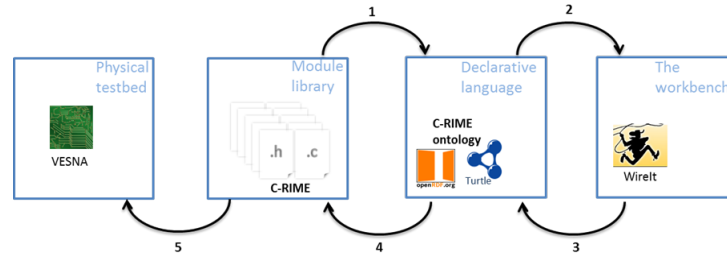 1
2
Physical
testbed
Module
library
Declarative
language
The
workbench
VESNA
.h
.c
C-RIME
C-RIME
ontology
openRDF.org
Turtle
WireIt
5
4
3